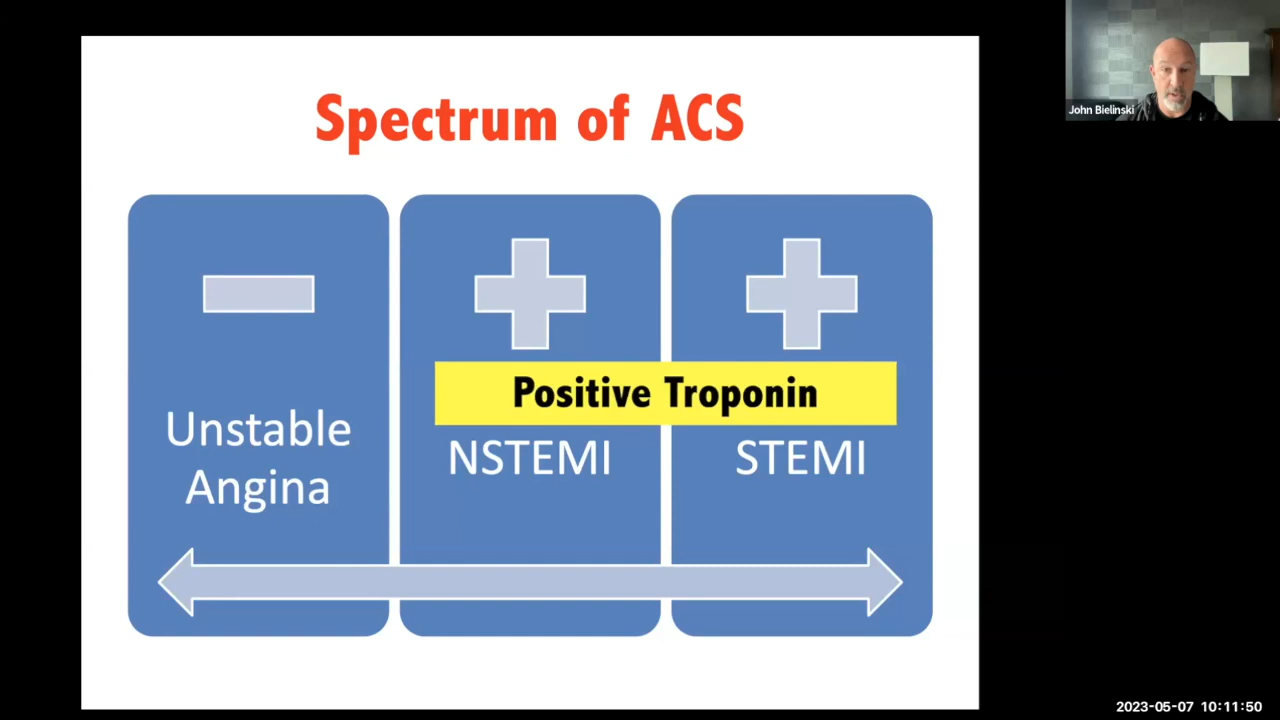 Spectrum of ACS
John Bielinski
Positive Troponin
Unstable
Angina
NSTEMI
STEMI
2023-05-07 10:11:50